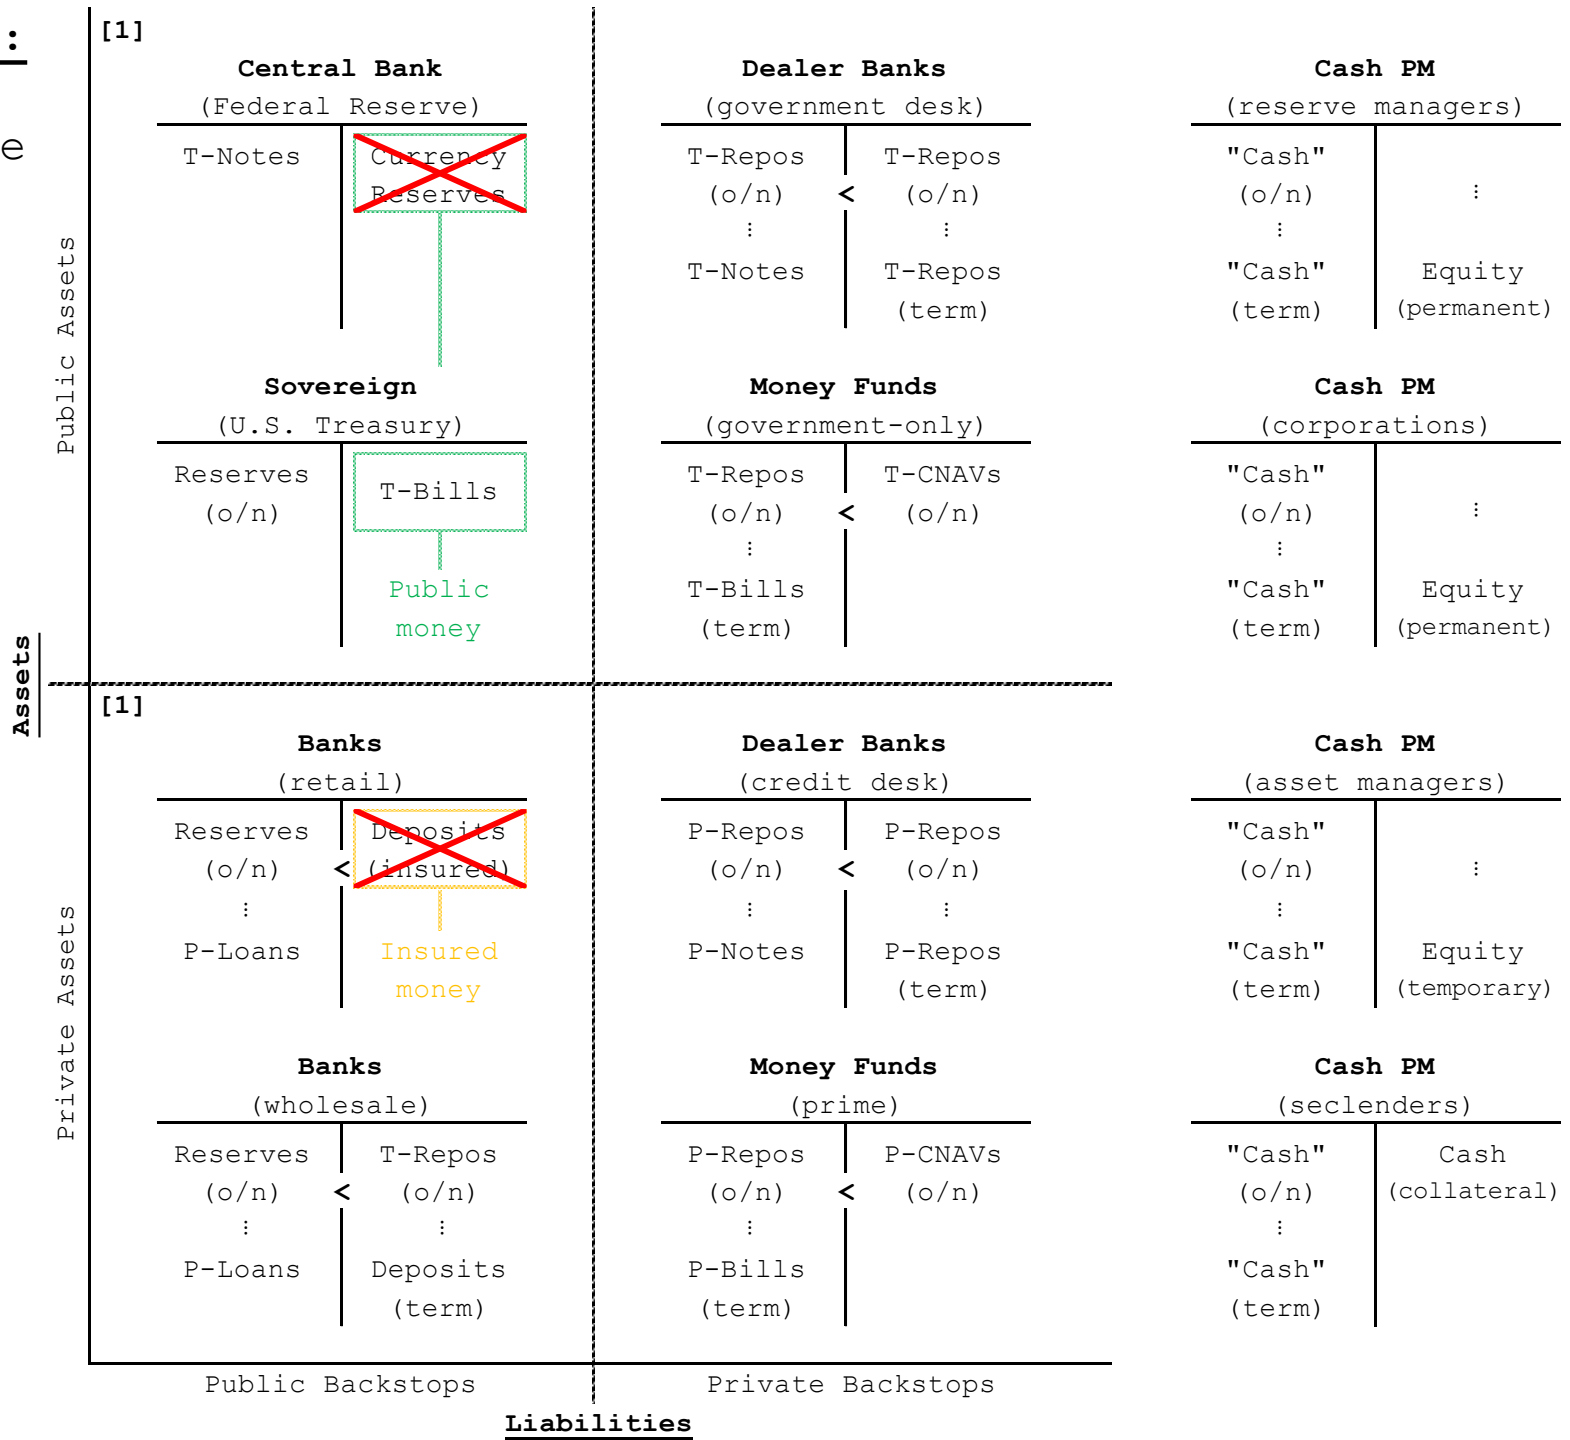 :
e
Assets
Public Assets
Private Assets
[1]
Central Bank
(Federal Reserve)
T-Notes
Currency
Reserves
Sovereign
(U.S. Treasury)
Reserves
(o/n)
T-Bills
Public
money
Dealer Banks
(government desk)
T-Repos
(o/n)
⋮
T-Notes
<
T-Repos
(o/n)
⋮
T-Repos
(term)
Money Funds
(government-only)
T-Repos
(o/n)
⋮
T-Bills
(term)
<
T-CNAVs
(o/n)
Cash PM
(reserve managers)
"Cash"
(o/n)
⋮
"Cash"
(term)
⋮
Equity
(permanent)
Cash PM
(corporations)
"Cash"
(o/n)
⋮
"Cash"
(term)
⋮
Equity
(permanent)
[1]
Banks
(retail)
Reserves
(o/n)
⋮
P-Loans
<
Deposits
(insured)
Insured
money
Banks
(wholesale)
Reserves
(o/n)
⋮
P-Loans
<
T-Repos
(o/n)
⋮
Deposits
(term)
Dealer Banks
(credit desk)
P-Repos
(o/n)
⋮
P-Notes
<
P-Repos
(o/n)
⋮
P-Repos
(term)
Money Funds
(prime)
P-Repos
(o/n)
⋮
P-Bills
(term)
<
P-CNAVs
(o/n)
Cash PM
(asset managers)
"Cash"
(o/n)
⋮
"Cash"
(term)
⋮
Equity
(temporary)
Cash PM
(seclenders)
"Cash"
(o/n)
⋮
"Cash"
(term)
Cash
(collateral)
Public Backstops
Private Backstops
Liabilities